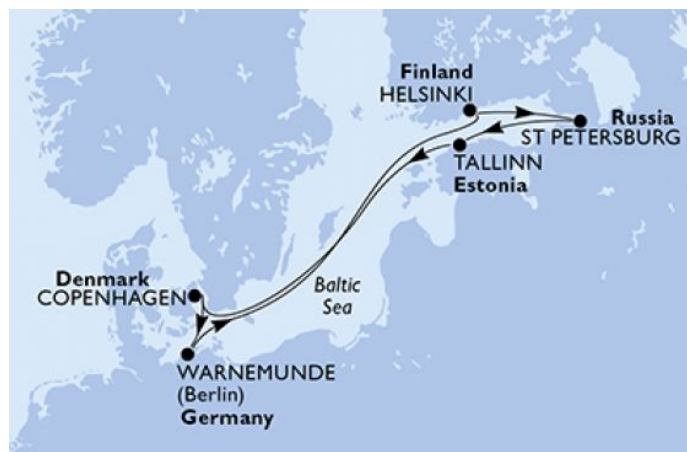 Finland
HELSINKI
Russia
ST PETERSBURG
TALLINN
Estonia
Denmark
COPENHAGEN
Baltic
Sea
WARNEMUNDE
(Berlin)
Germany